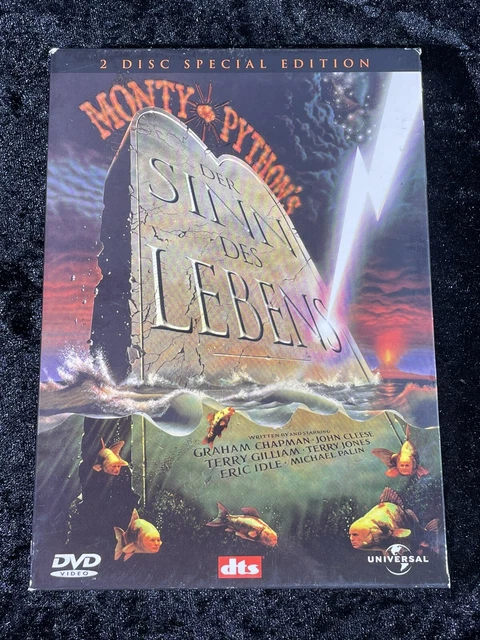 2 DISC SPECIAL EDITION
MONTY PYTHON'S
DER
SINN
DES
LEBENS
WRITTEN BY AND STARRING
GRAHAM CHAPMAN · JOHN CLEESE
TERRY GILLIAM · TERRY JONES
ERIC IDLE · MICHAEL PALIN
DVD
VIDEO
dts
UNIVERSAL